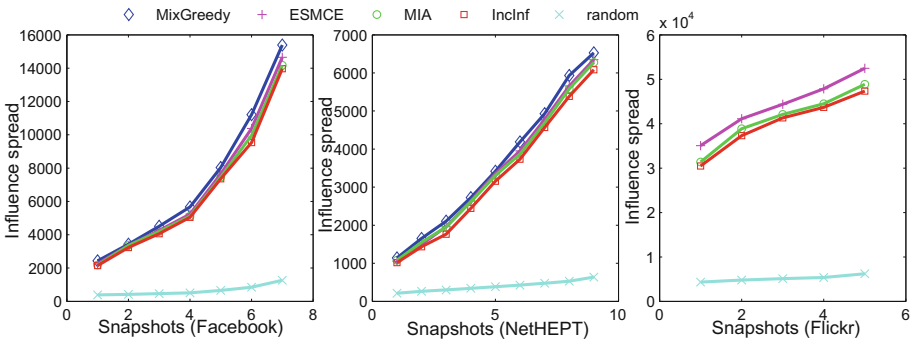 MixGreedy ESMCE MIA IncInf random
Influence spread
16000
14000
12000
10000
8000
6000
4000
2000
0
0 2 4 6 8
Snapshots (Facebook)
Influence spread
7000
6000
5000
4000
3000
2000
1000
0
0 5 10
Snapshots (NetHEPT)
x 10^4
Influence spread
6
5
4
3
2
1
0
0 2 4 6
Snapshots (Flickr)